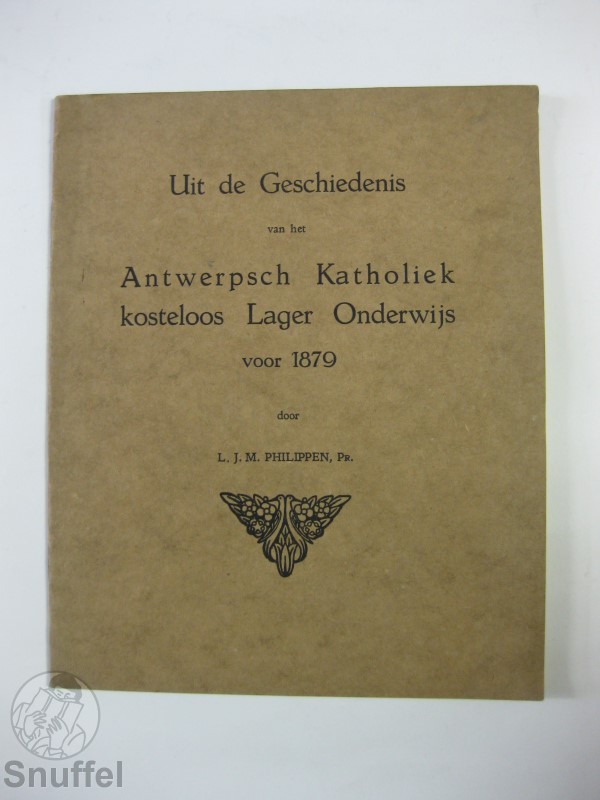 Uit de Geschiedenis
van het
Antwerpsch Katholiek
kosteloos Lager Onderwijs
voor 1879
door
L. J. M. PHILIPPEN, Pr.
Snuffel